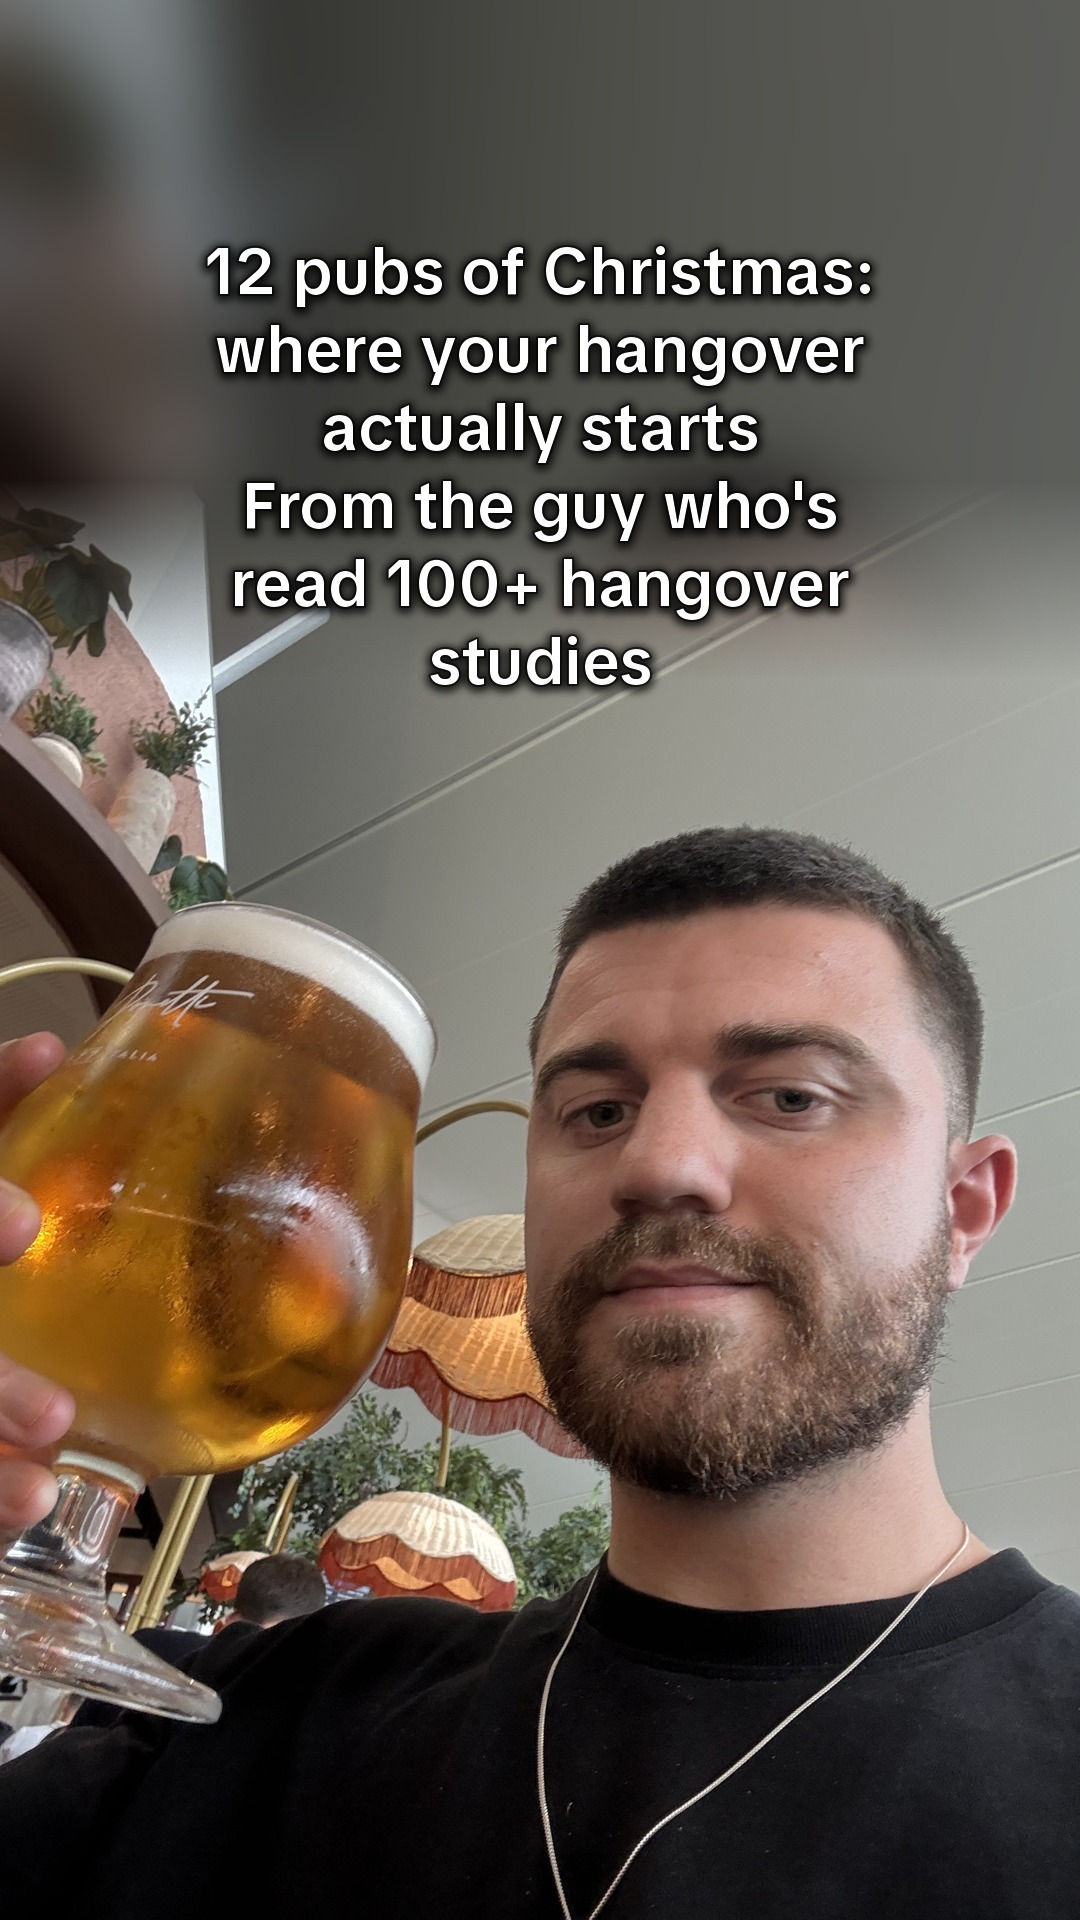 12 pubs of Christmas:
where your hangover
actually starts
From the guy who's
read 100+ hangover
studies